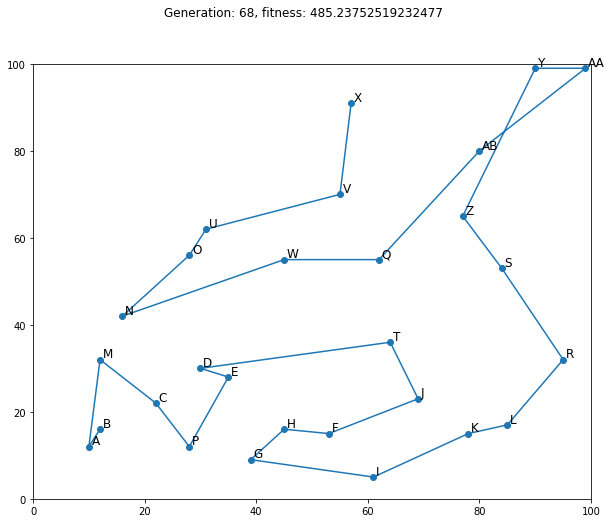 Generation: 68, fitness: 485.23752519232477
100
Y
AA
X
80
AB
V
Z
U
60
O
W
Q
S
N
40
T
M
R
D
E
C
J
20
B
H
F
K
L
A
P
G
I
0
0
20
40
60
80
100